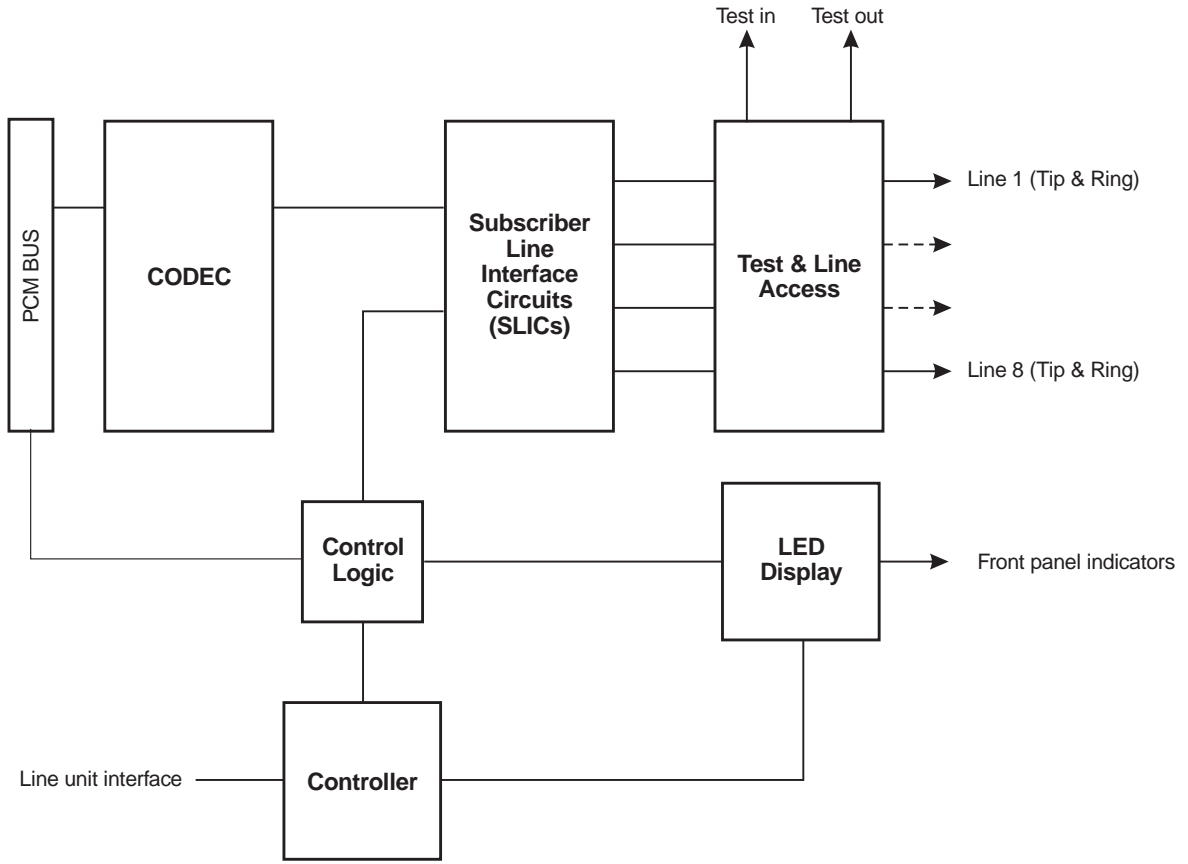 Test in
Test out
PCM BUS
CODEC
Subscriber
Line
Interface
Circuits
(SLICs)
Test & Line
Access
Line 1 (Tip & Ring)
Line 8 (Tip & Ring)
Control
Logic
LED
Display
Front panel indicators
Line unit interface
Controller